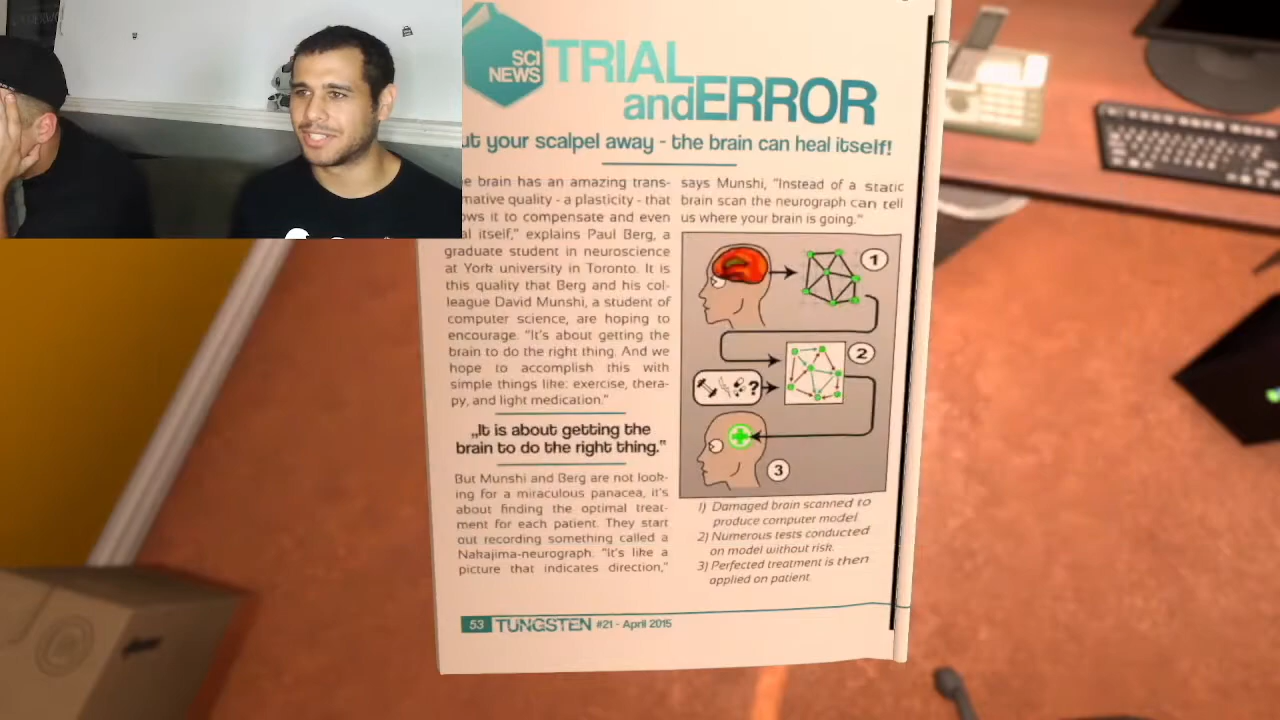 SCI
NEWS
TRIAL
and ERROR
your scalpel away - the brain can heal itself!
brain has an amazing trans-
quality - a plasticity - that
it to compensate and even
itself," explains Paul Berg, a
graduate student in neuroscience
at York university in Toronto. It is
this quality that Berg and his col-
league David Munshi, a student of
computer science, are hoping to
encourage. "It's about getting the
brain to do the right thing. And we
hope to accomplish this with
simple things like: exercise, thera-
py, and light medication."
„It is about getting the
brain to do the right thing."
But Munshi and Berg are not look-
ing for a miraculous panacea, it's
about finding the optimal treat-
ment for each patient. They start
out recording something called a
Nakajima-neurograph. "it's like a
picture that indicates direction,"
says Munshi, "Instead of a static
brain scan the neurograph can tell
us where your brain is going."
1
2
?
3
1) Damaged brain scanned to
produce computer model.
2) Numerous tests conducted
on model without risk.
3) Perfected treatment is then
applied on patient.
53 TUNGSTEN #21 - April 2015